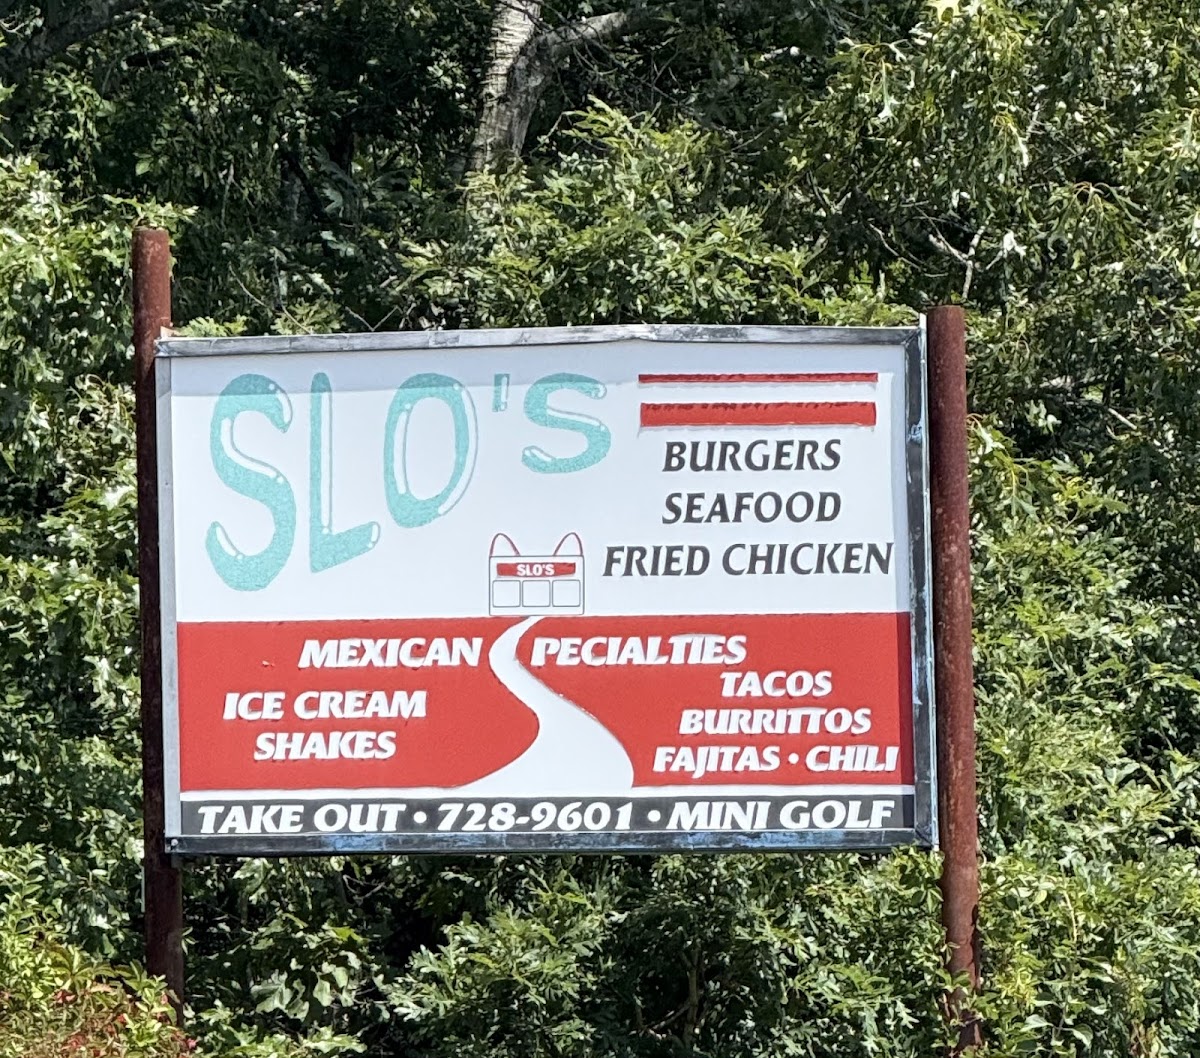 SLO'S
BURGERS
SEAFOOD
FRIED CHICKEN
SLO'S
MEXICAN SPECIALTIES
ICE CREAM
SHAKES
TACOS
BURRITTOS
FAJITAS • CHILI
TAKE OUT • 728-9601 • MINI GOLF